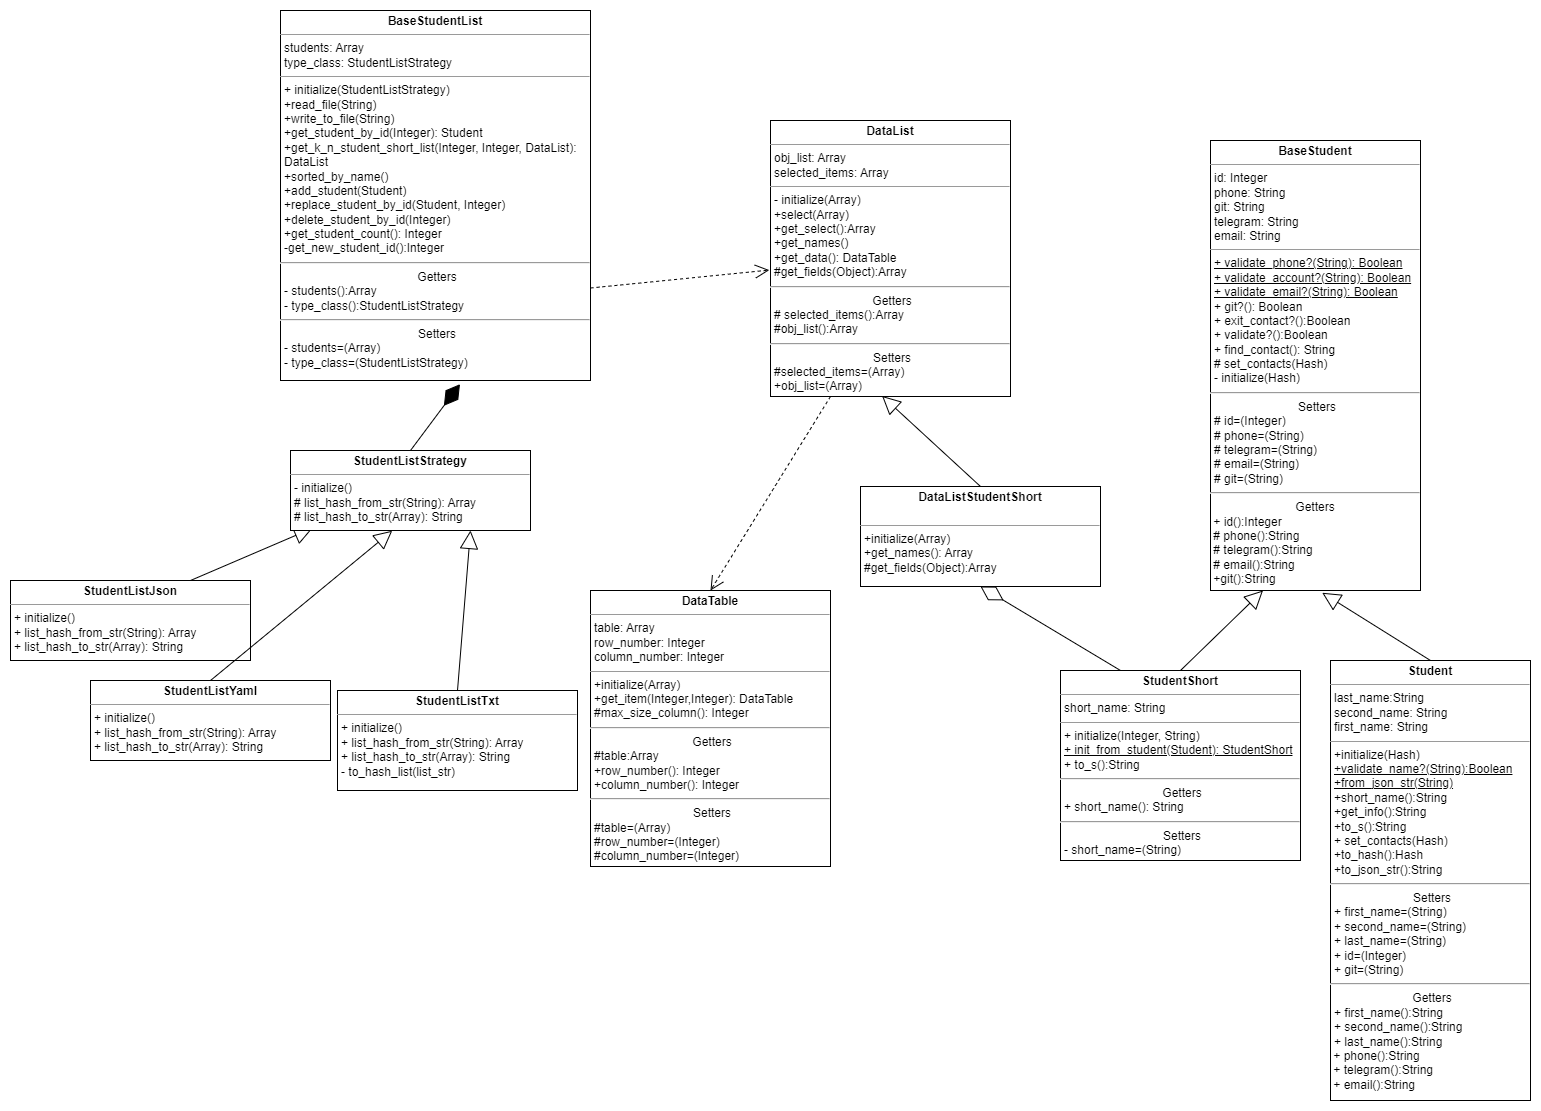 BaseStudentList
students: Array
type_class: StudentListStrategy
+ initialize(StudentListStrategy)
+read_file(String)
+write_to_file(String)
+get_student_by_id(Integer): Student
+get_k_n_student_short_list(Integer, Integer, DataList):
DataList
+sorted_by_name()
+add_student(Student)
+replace_student_by_id(Student, Integer)
+delete_student_by_id(Integer)
+get_student_count(): Integer
-get_new_student_id():Integer
Getters
- students():Array
- type_class():StudentListStrategy
Setters
- students=(Array)
- type_class=(StudentListStrategy)
DataList
obj_list: Array
selected_items: Array
- initialize(Array)
+select(Array)
+get_select():Array
+get_names()
+get_data(): DataTable
#get_fields(Object):Array
Getters
# selected_items():Array
#obj_list():Array
Setters
#selected_items=(Array)
+obj_list=(Array)
BaseStudent
id: Integer
phone: String
git: String
telegram: String
email: String
+ validate_phone?(String): Boolean
+ validate_account?(String): Boolean
+ validate_email?(String): Boolean
+ git?(): Boolean
+ exit_contact?():Boolean
+ validate?():Boolean
+ find_contact(): String
# set_contacts(Hash)
- initialize(Hash)
Setters
# id=(Integer)
# phone=(String)
# telegram=(String)
# email=(String)
# git=(String)
Getters
+ id():Integer
# phone():String
# telegram():String
# email():String
+git():String
StudentListStrategy
- initialize()
# list_hash_from_str(String): Array
# list_hash_to_str(Array): String
DataListStudentShort
+initialize(Array)
+get_names(): Array
#get_fields(Object):Array
StudentListJson
+ initialize()
+ list_hash_from_str(String): Array
+ list_hash_to_str(Array): String
StudentListYaml
+ initialize()
+ list_hash_from_str(String): Array
+ list_hash_to_str(Array): String
StudentListTxt
+ initialize()
+ list_hash_from_str(String): Array
+ list_hash_to_str(Array): String
- to_hash_list(list_str)
DataTable
table: Array
row_number: Integer
column_number: Integer
+initialize(Array)
+get_item(Integer,Integer): DataTable
#max_size_column(): Integer
Getters
#table:Array
+row_number(): Integer
+column_number(): Integer
Setters
#table=(Array)
#row_number=(Integer)
#column_number=(Integer)
StudentShort
short_name: String
+ initialize(Integer, String)
+ init_from_student(Student): StudentShort
+ to_s():String
Getters
+ short_name(): String
Setters
- short_name=(String)
Student
last_name:String
second_name: String
first_name: String
+initialize(Hash)
+validate_name?(String):Boolean
+from_json_str(String)
+short_name():String
+get_info():String
+to_s():String
+ set_contacts(Hash)
+to_hash():Hash
+to_json_str():String
Setters
+ first_name=(String)
+ second_name=(String)
+ last_name=(String)
+ id=(Integer)
+ git=(String)
Getters
+ first_name():String
+ second_name():String
+ last_name():String
+ phone():String
+ telegram():String
+ email():String